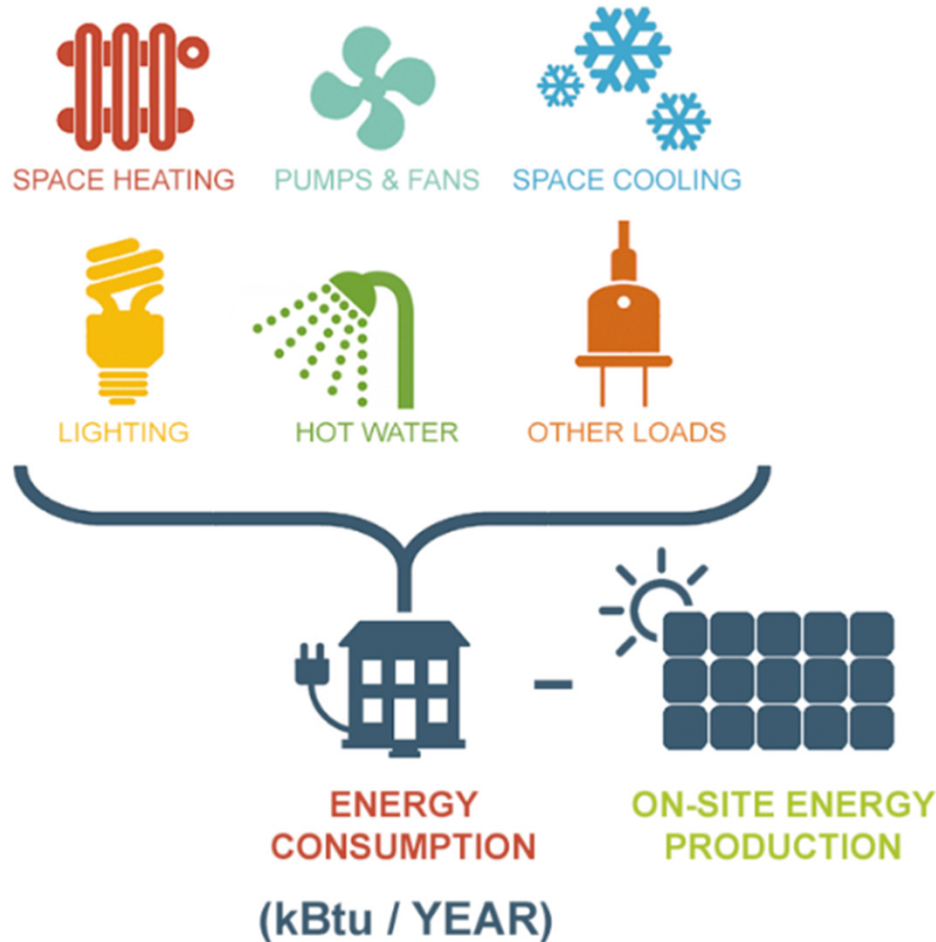 SPACE HEATING
PUMPS & FANS
SPACE COOLING
LIGHTING
HOT WATER
OTHER LOADS
ENERGY
CONSUMPTION
ON-SITE ENERGY
PRODUCTION
(kBtu / YEAR)